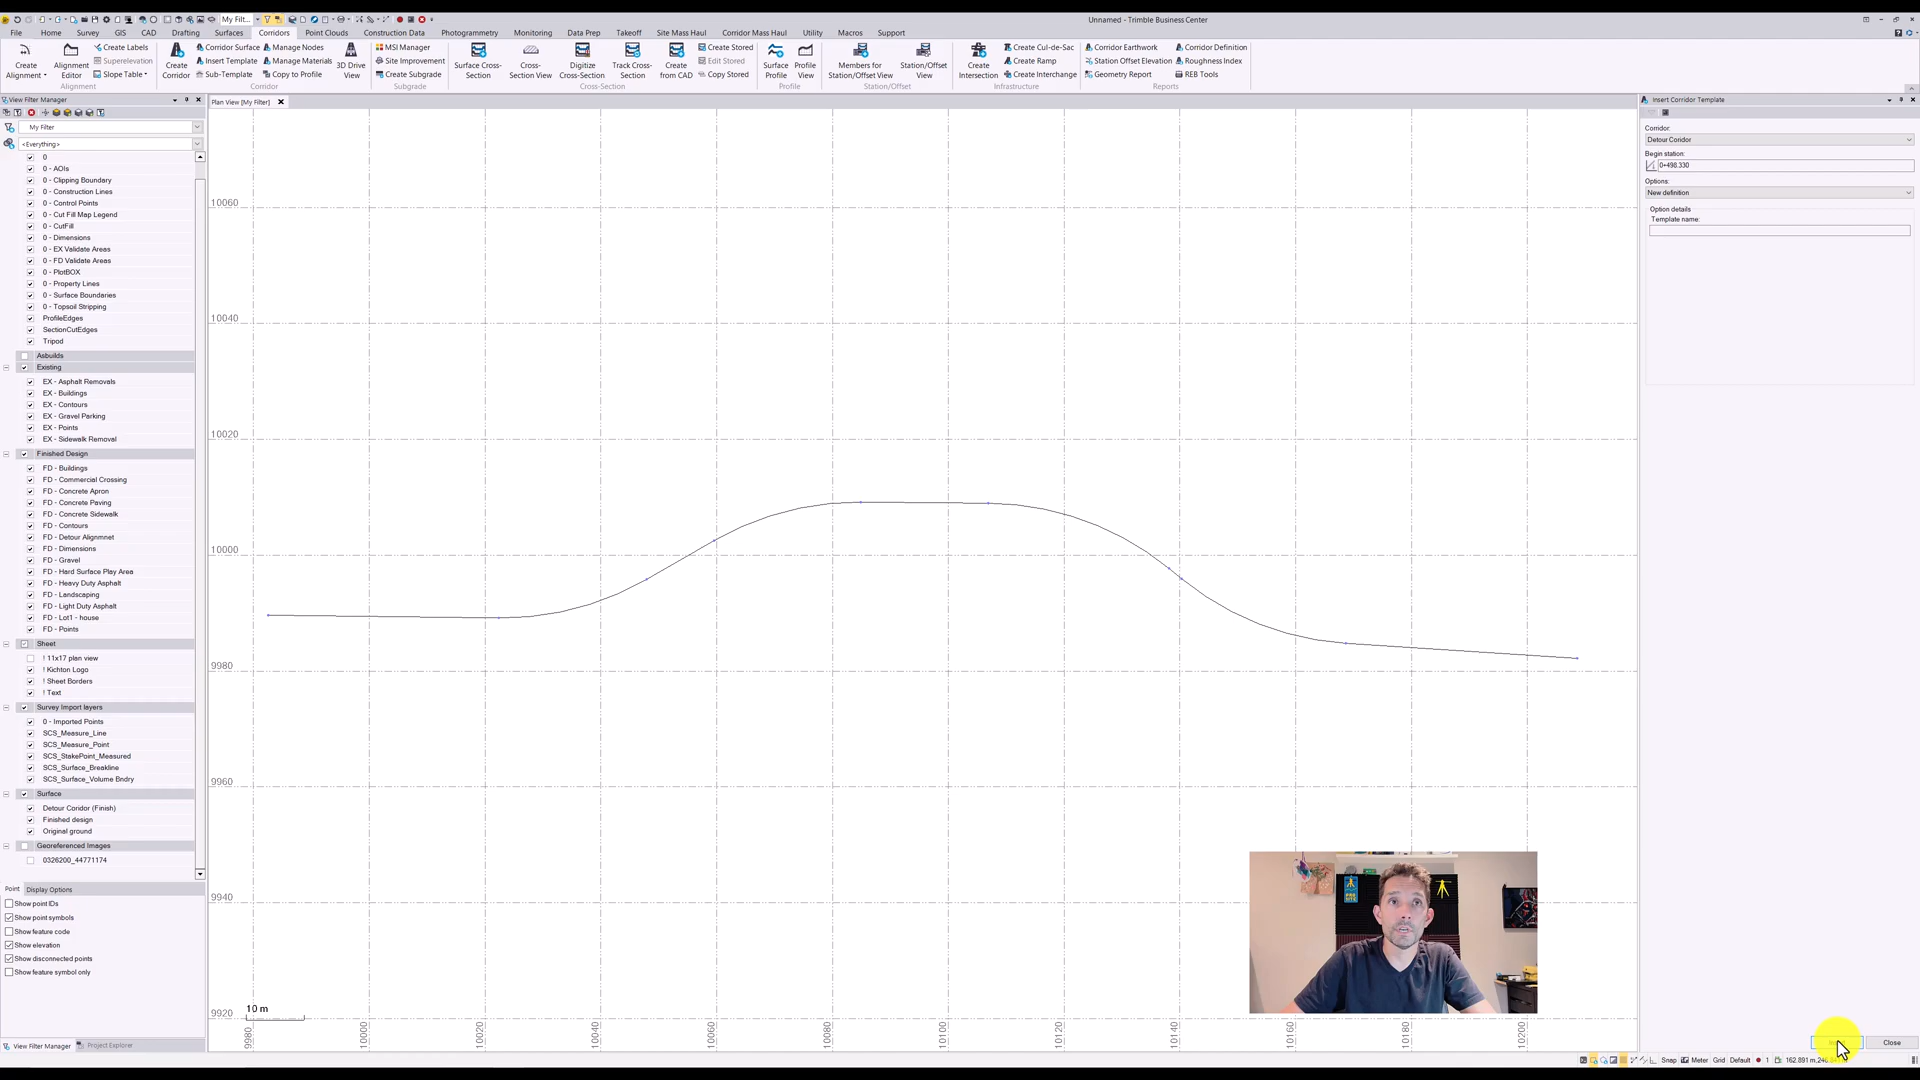 My Filt...
Unnamed - Trimble Business Center
File Home Survey GIS CAD Drafting Surfaces Corridors Point Clouds Construction Data Photogrammetry Monitoring Data Prep Takeoff Site Mass Haul Corridor Mass Haul Utility Macros Support
Create Alignment
Alignment Editor
Create Labels
Superelevation
Slope Table
Alignment
Create Corridor
Corridor Surface
Insert Template
Sub-Template
Manage Nodes
Manage Materials
Copy to Profile
3D Drive View
Corridor
MSI Manager
Site Improvement
Create Subgrade
Subgrade
Surface Cross-Section
Cross-Section View
Digitize Cross-Section
Track Cross-Section
Create from CAD
Create Stored
Edit Stored
Copy Stored
Cross-Section
Surface Profile
Profile View
Profile
Members for Station/Offset View
Station/Offset View
Station/Offset
Create Intersection
Create Cul-de-Sac
Create Ramp
Create Interchange
Infrastructure
Corridor Earthwork
Station Offset Elevation
Geometry Report
Corridor Definition
Roughness Index
REB Tools
Reports
View Filter Manager
My Filter
<Everything>
0
0 - AOIs
0 - Clipping Boundary
0 - Construction Lines
0 - Control Points
0 - Cut Fill Map Legend
0 - CutFill
0 - Dimensions
0 - EX Validate Areas
0 - FD Validate Areas
0 - PlotBOX
0 - Property Lines
0 - Surface Boundaries
0 - Topsoil Stripping
ProfileEdges
SectionCutEdges
Tripod
Asbuilds
Existing
EX - Asphalt Removals
EX - Buildings
EX - Contours
EX - Gravel Parking
EX - Points
EX - Sidewalk Removal
Finished Design
FD - Buildings
FD - Commercial Crossing
FD - Concrete Apron
FD - Concrete Paving
FD - Concrete Sidewalk
FD - Contours
FD - Detour Alignmnet
FD - Dimensions
FD - Gravel
FD - Hard Surface Play Area
FD - Heavy Duty Asphalt
FD - Landscaping
FD - Light Duty Asphalt
FD - Lot1 - house
FD - Points
Sheet
! 11x17 plan view
! Kichton Logo
! Sheet Borders
! Text
Survey Import layers
0 - Imported Points
SCS_Measure_Line
SCS_Measure_Point
SCS_StakePoint_Measured
SCS_Surface_Breakline
SCS_Surface_Volume Bndry
Surface
Detour Coridor (Finish)
Finished design
Original ground
Georeferenced Images
0326200_44771174
Point Display Options
Show point IDs
Show point symbols
Show feature code
Show elevation
Show disconnected points
Show feature symbol only
View Filter Manager Project Explorer
Plan View [My Filter]
10060
10040
10020
10000
9980
9960
9940
9920
10 m
9980 10000 10020 10040 10060 10080 10100 10120 10140 10160 10180 10200
Insert Corridor Template
Corridor:
Detour Coridor
Begin station:
0+498.330
Options:
New definition
Option details
Template name:
Close
Snap Meter Grid Default 1